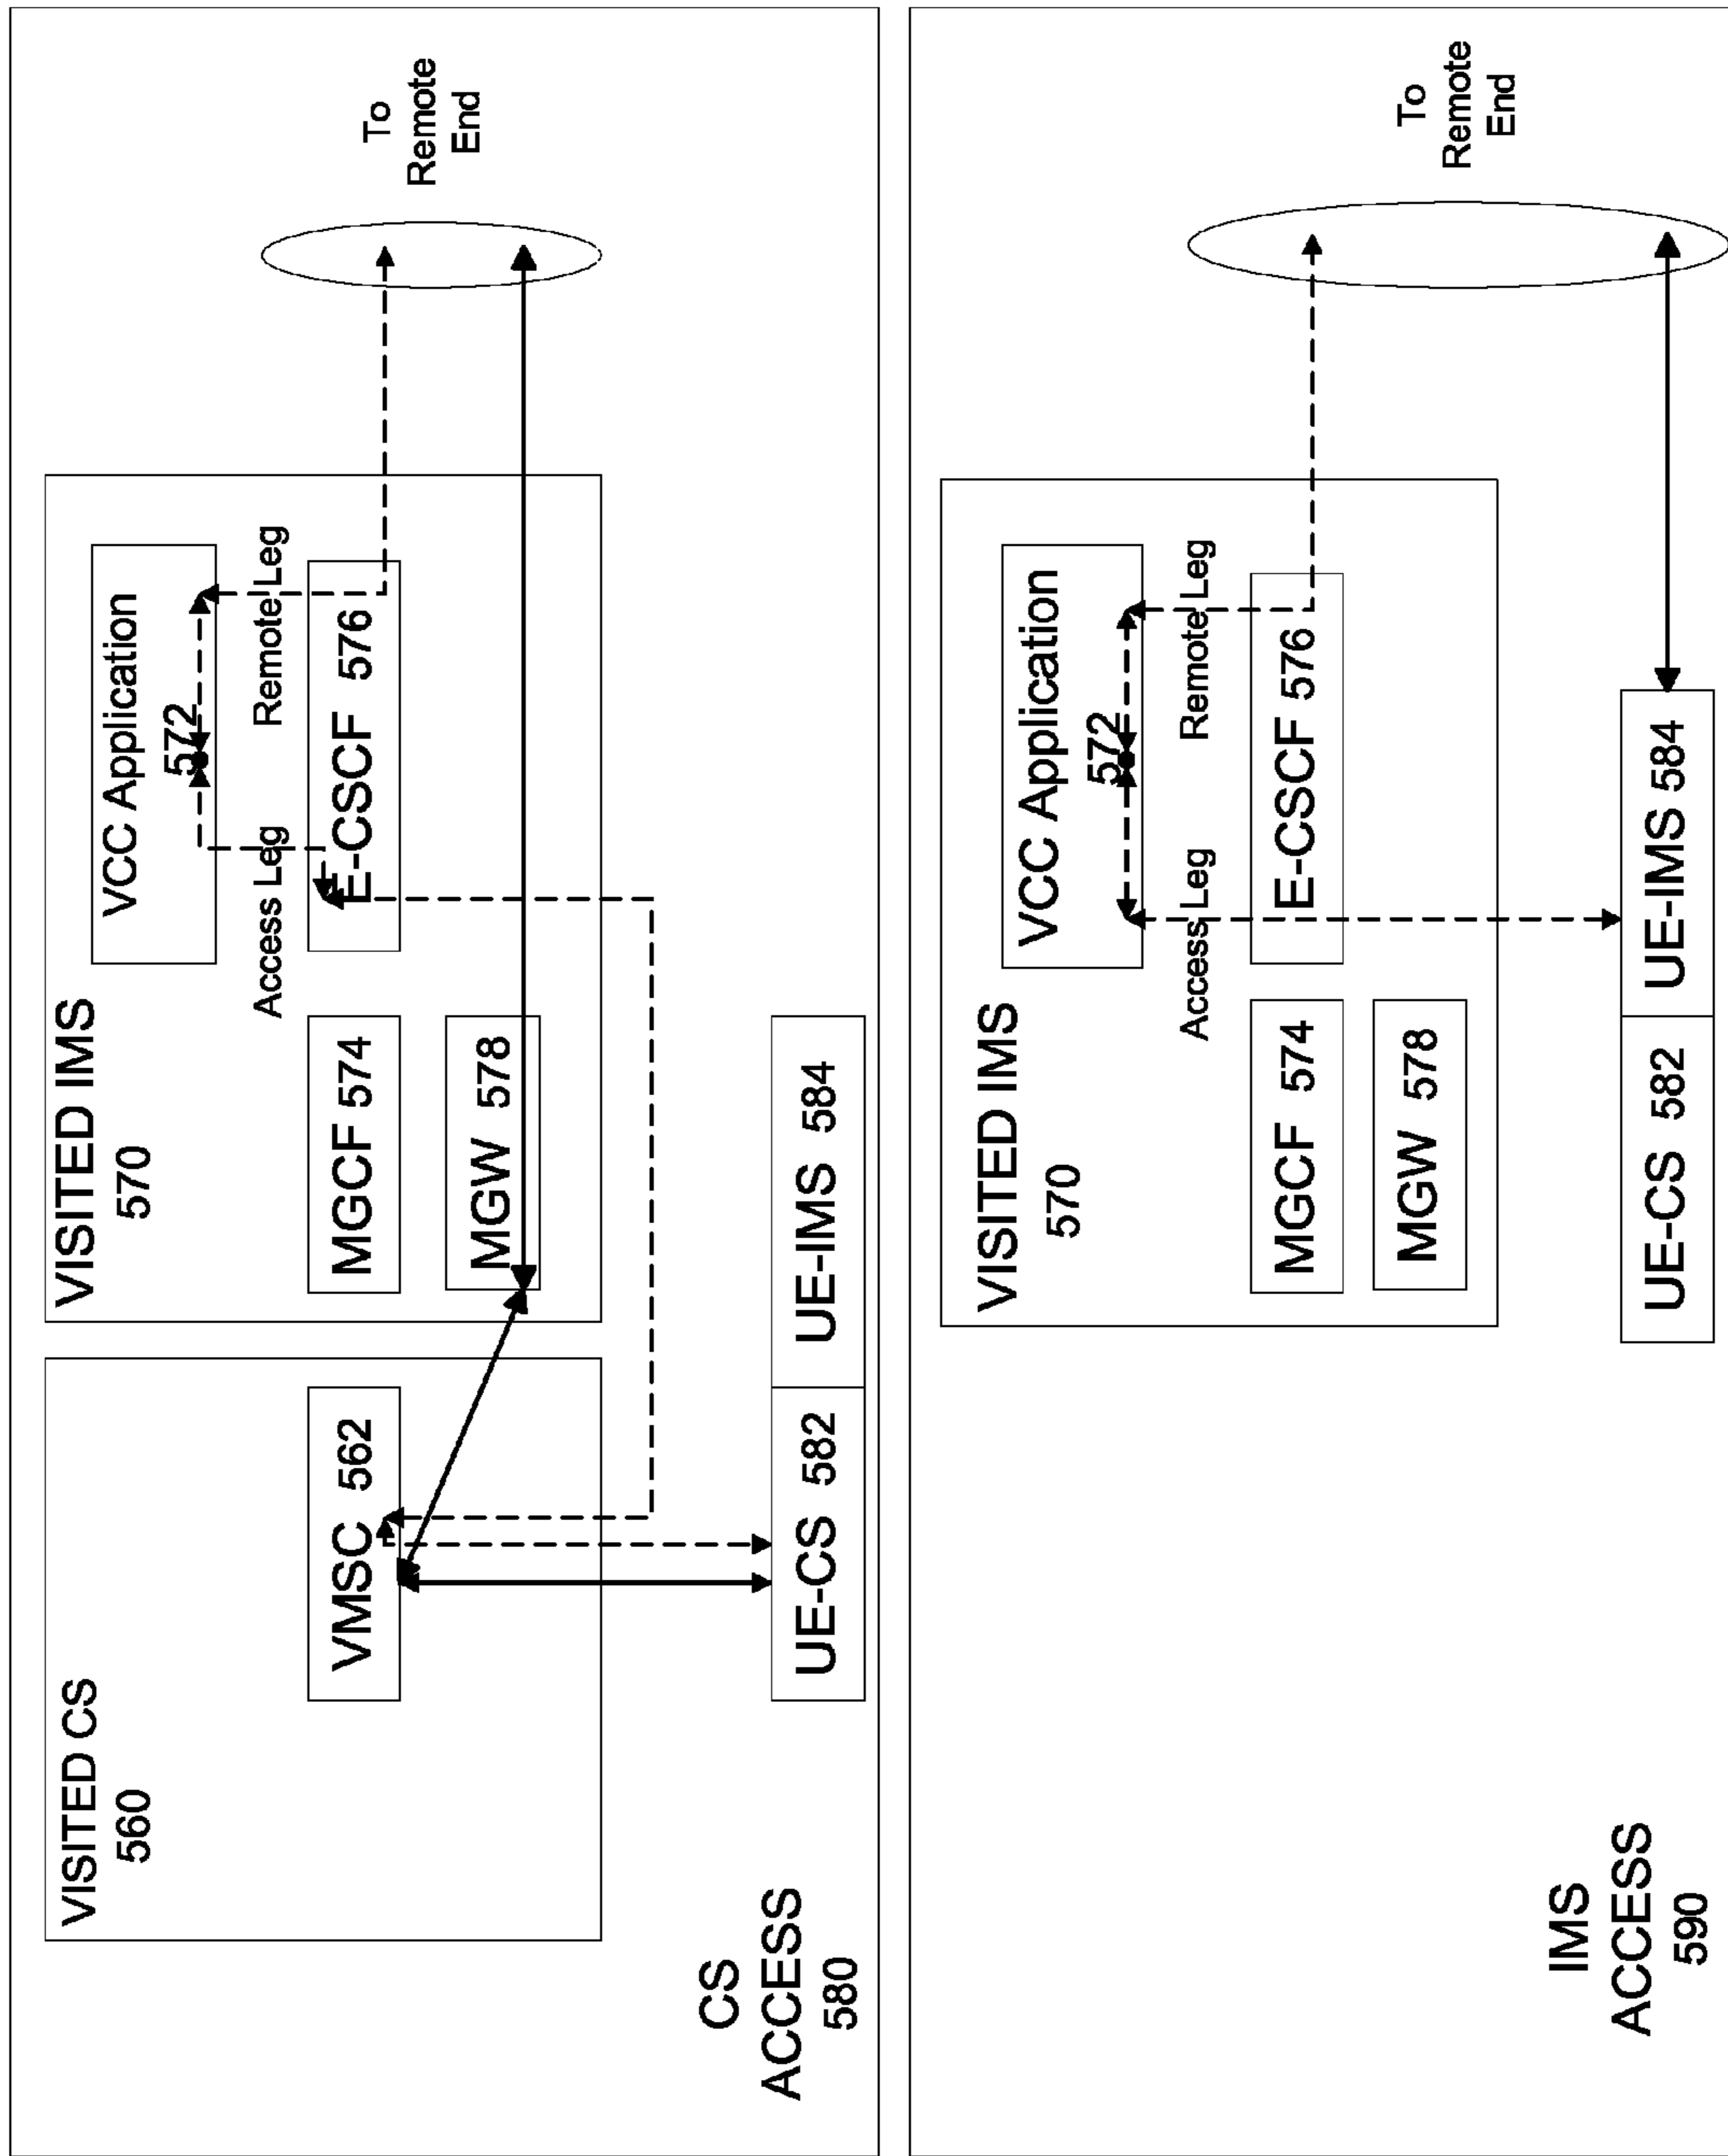 VISITED CS
560
VMSC 562
VISITED IMS
570
VCC Application
572
Access Leg
Remote Leg
MGCF 574
E-CSCF 576
MGW 578
To
Remote
End
CS
ACCESS
580
UE-CS 582
UE-IMS 584
VISITED IMS
570
VCC Application
572
Access Leg
Remote Leg
MGCF 574
E-CSCF 576
MGW 578
To
Remote
End
IMS
ACCESS
590
UE-CS 582
UE-IMS 584